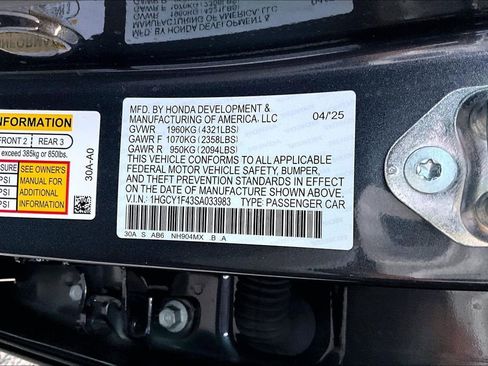 MFD. BY HONDA DEVELOPMENT &
MANUFACTURING OF AMERICA, LLC 04/'25
GVWR 1960KG (4321LBS)
GAWR F 1070KG (2358LBS)
GAWR R 950KG (2094LBS)
THIS VEHICLE CONFORMS TO ALL APPLICABLE
FEDERAL MOTOR VEHICLE SAFETY, BUMPER,
AND THEFT PREVENTION STANDARDS IN EFFECT
ON THE DATE OF MANUFACTURE SHOWN ABOVE.
V.I.N.: 1HGCY1F43SA033983 TYPE: PASSENGER CAR
30A S AB6 NH904MX B A
INFORMATION
FRONT 2 REAR 3
exceed 385kg or 850lbs.
SEE OWNER'S
MANUAL FOR
ADDITIONAL
INFORMATION
30A-A0